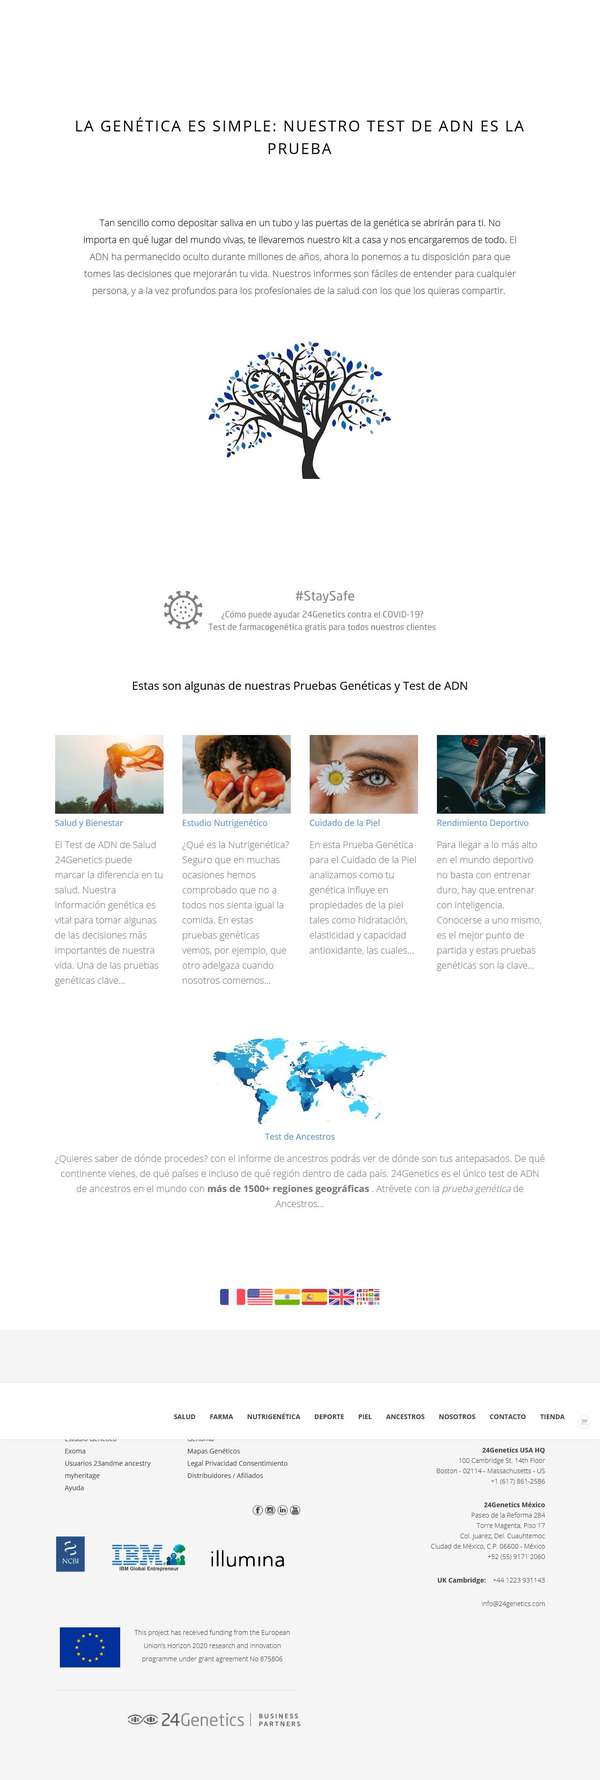 LA GENÉTICA ES SIMPLE: NUESTRO TEST DE ADN ES LA
PRUEBA
Tan sencillo como depositar saliva en un tubo y las puertas de la genética se abrirán para ti. No
importa en qué lugar del mundo vivas, te llevaremos nuestro kit a casa y nos encargaremos de todo. El
ADN ha permanecido oculto durante millones de años, ahora lo ponemos a tu disposición para que
tomes las decisiones que mejorarán tu vida. Nuestros informes son fáciles de entender para cualquier
persona, y a la vez profundos para los profesionales de la salud con los que los quieras compartir.
#StaySafe
¿Cómo puede ayudar 24Genetics contra el COVID-19?
Test de farmacogenética gratis para todos nuestros clientes
Estas son algunas de nuestras Pruebas Genéticas y Test de ADN
Salud y Bienestar
El Test de ADN de Salud
24Genetics puede
marcar la diferencia en tu
salud. Nuestra
información genética es
vital para tomar algunas
de las decisiones más
importantes de nuestra
vida. Una de las pruebas
genéticas clave...
Estudio Nutrigenético
¿Qué es la Nutrigenética?
Seguro que en muchas
ocasiones hemos
comprobado que no a
todos nos sienta igual la
comida. En estas
pruebas genéticas
vemos, por ejemplo, que
otro adelgaza cuando
nosotros comemos...
Cuidado de la Piel
En esta Prueba Genética
para el Cuidado de la Piel
analizamos como tu
genética influye en
propiedades de la piel
tales como hidratación,
elasticidad y capacidad
antioxidante, las cuales...
Rendimiento Deportivo
Para llegar a lo más alto
en el mundo deportivo
no basta con entrenar
duro, hay que entrenar
con inteligencia.
Conocerse a uno mismo,
es el mejor punto de
partida y estas pruebas
genéticas son la clave...
Test de Ancestros
¿Quieres saber de dónde procedes? con el informe de ancestros podrás ver de dónde son tus antepasados. De qué
continente vienes, de qué países e incluso de qué región dentro de cada país. 24Genetics es el único test de ADN
de ancestros en el mundo con más de 1500+ regiones geográficas . Atrévete con la prueba genética de
Ancestros...
SALUD FARMA NUTRIGENÉTICA DEPORTE PIEL ANCESTROS NOSOTROS CONTACTO TIENDA
Estudio Genético
Exoma
Usuarios 23andme ancestry
myheritage
Ayuda
Genoma
Mapas Genéticos
Legal Privacidad Consentimiento
Distribuidores / Afiliados
24Genetics USA HQ
100 Cambridge St. 14th Floor
Boston - 02114 - Massachusetts - US
+1 (617) 861-2586
24Genetics México
Paseo de la Reforma 284
Torre Magenta, Piso 17
Col. Juarez, Del. Cuauhtemoc
Ciudad de México, C.P. 06600 - México
+52 (55) 9171 2060
UK Cambridge: +44 1223 931143
info@24genetics.com
NCBI
IBM
IBM Global Entrepreneur
illumina
This project has received funding from the European
Union's Horizon 2020 research and innovation
programme under grant agreement No 875806
24Genetics | BUSINESS
PARTNERS